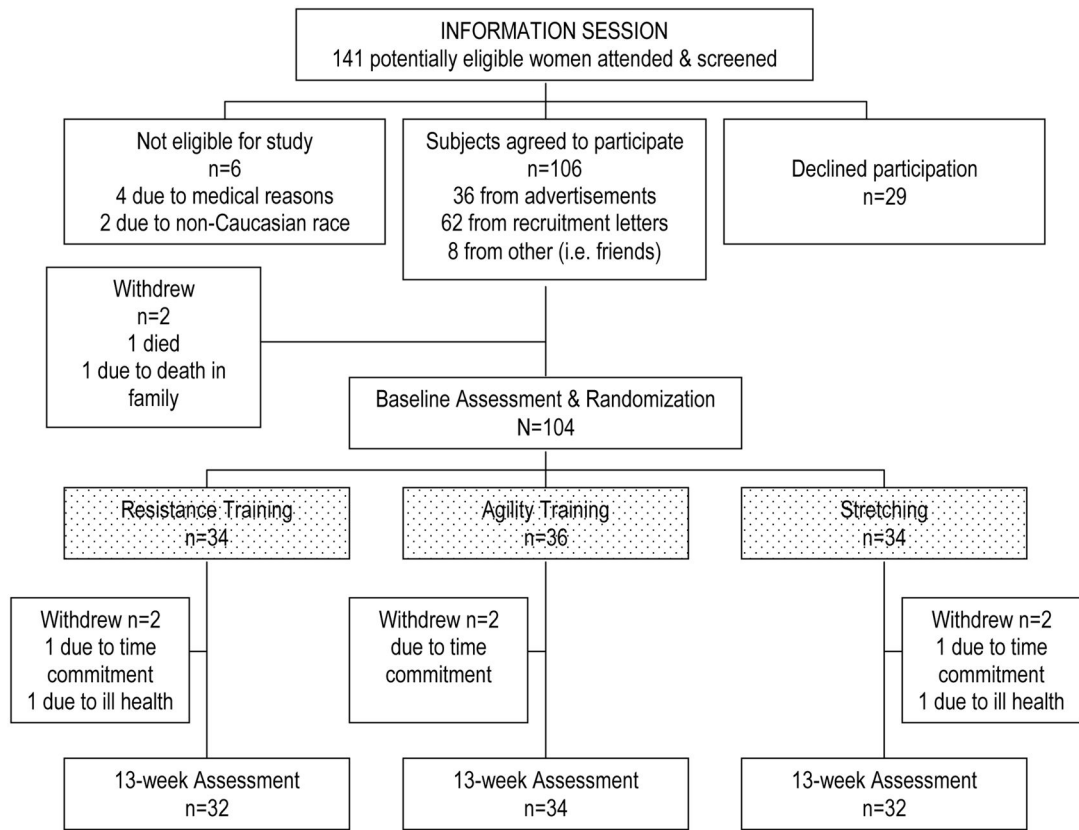 INFORMATION SESSION
141 potentially eligible women attended & screened
Not eligible for study
n=6
4 due to medical reasons
2 due to non-Caucasian race
Subjects agreed to participate
n=106
36 from advertisements
62 from recruitment letters
8 from other (i.e. friends)
Declined participation
n=29
Withdrew
n=2
1 died
1 due to death in
family
Baseline Assessment & Randomization
N=104
Resistance Training
n=34
Agility Training
n=36
Stretching
n=34
Withdrew n=2
1 due to time
commitment
1 due to ill health
Withdrew n=2
due to time
commitment
Withdrew n=2
1 due to time
commitment
1 due to ill health
13-week Assessment
n=32
13-week Assessment
n=34
13-week Assessment
n=32